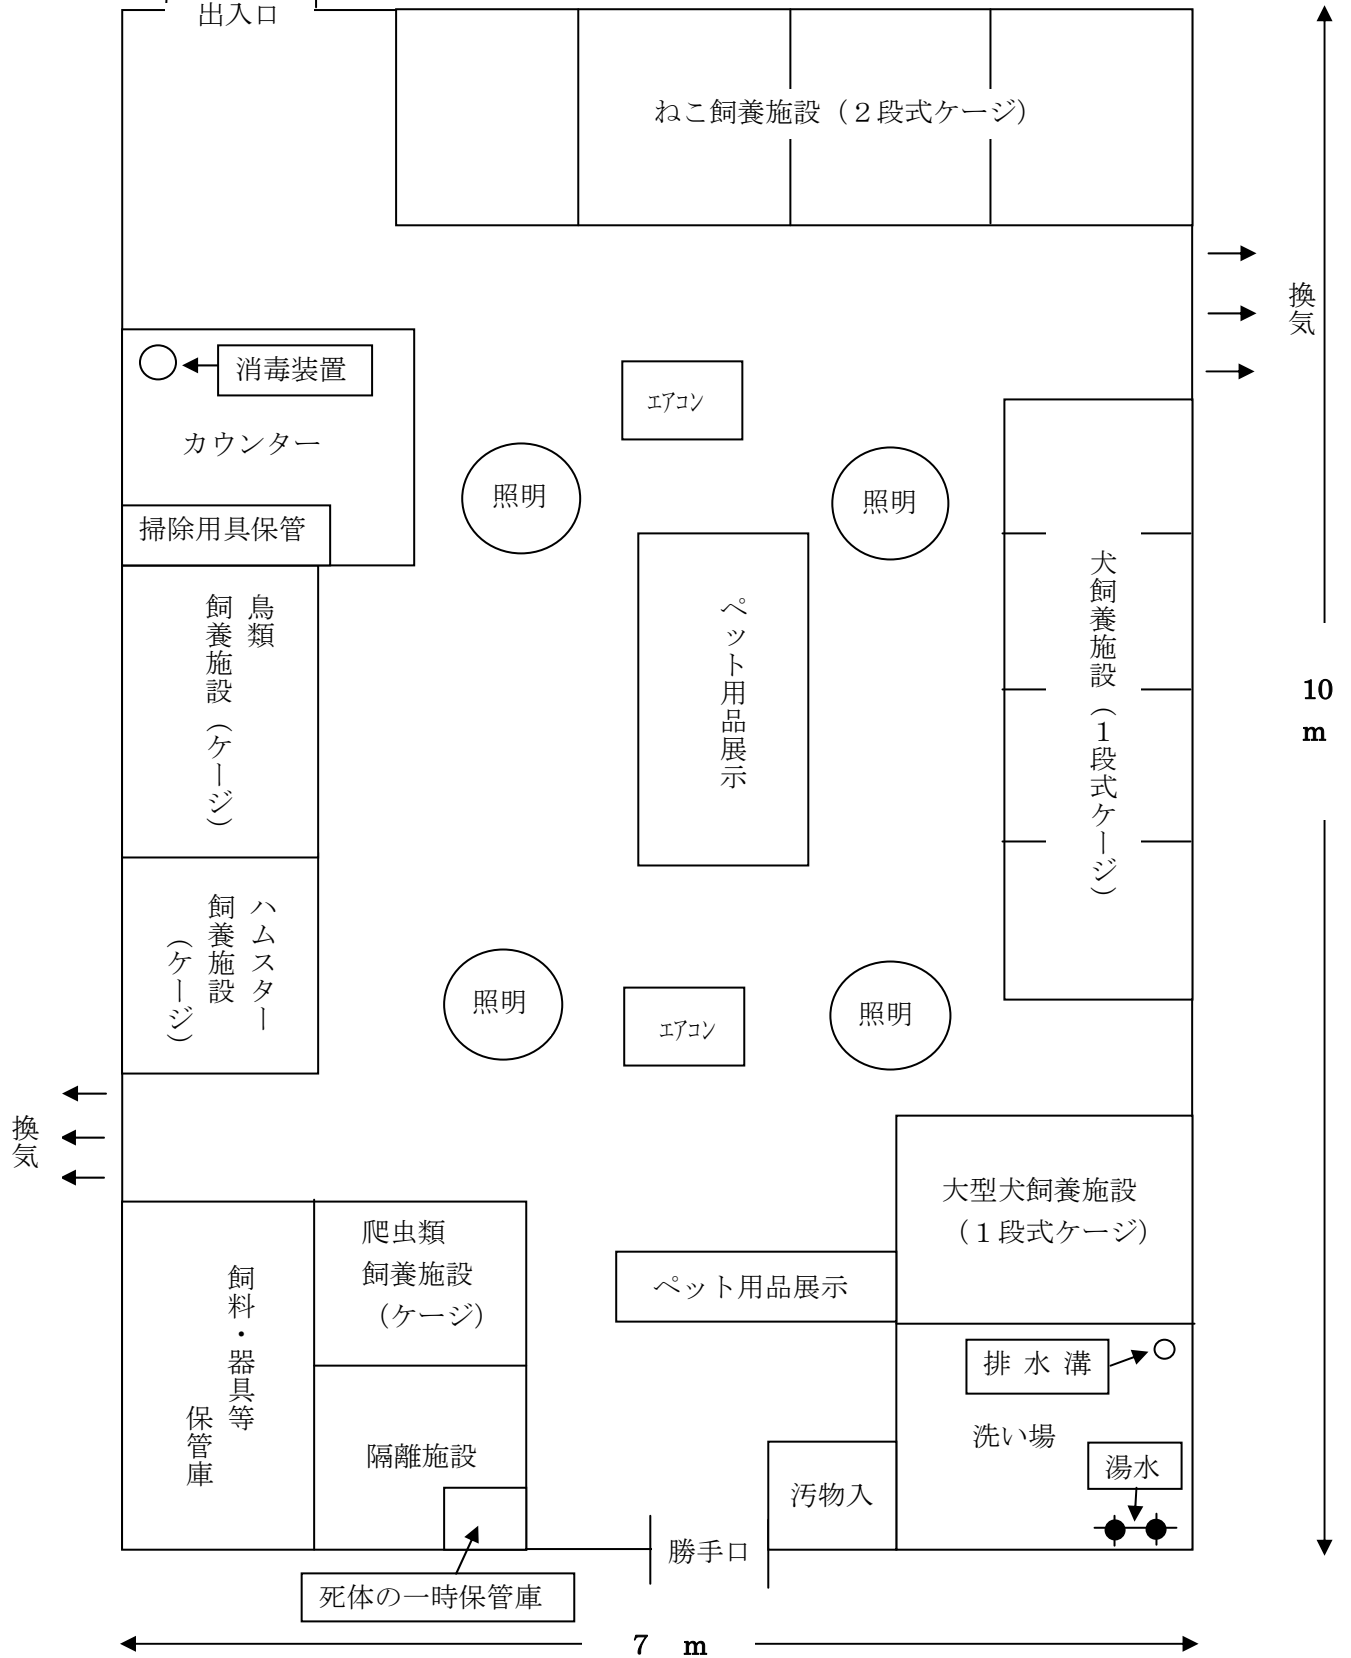 出入口
ねこ飼養施設（２段式ケージ）
換気
消毒装置
エアコン
カウンター
照明
照明
掃除用具保管
鳥類
飼養施設（ケージ）
ペット用品展示
犬飼養施設（１段式ケージ）
10
m
ハムスター
飼養施設
（ケージ）
照明
エアコン
照明
換気
大型犬飼養施設
（１段式ケージ）
爬虫類
飼養施設
（ケージ）
ペット用品展示
飼料・器具等
保管庫
排水溝
洗い場
隔離施設
湯水
汚物入
勝手口
死体の一時保管庫
7 m